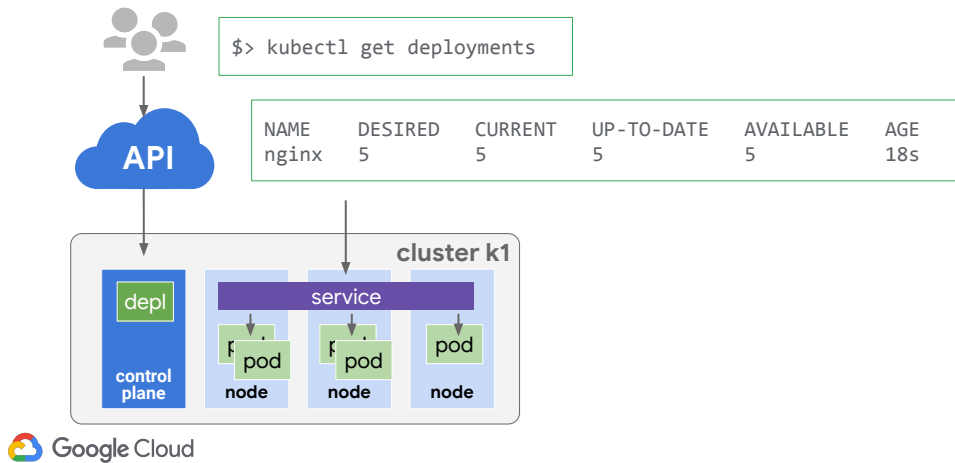 $> kubectl get deployments
API
NAME DESIRED CURRENT UP-TO-DATE AVAILABLE AGE
nginx 5 5 5 5 18s
cluster k1
depl
service
pod
pod
pod
pod
control
plane
node
node
node
Google Cloud